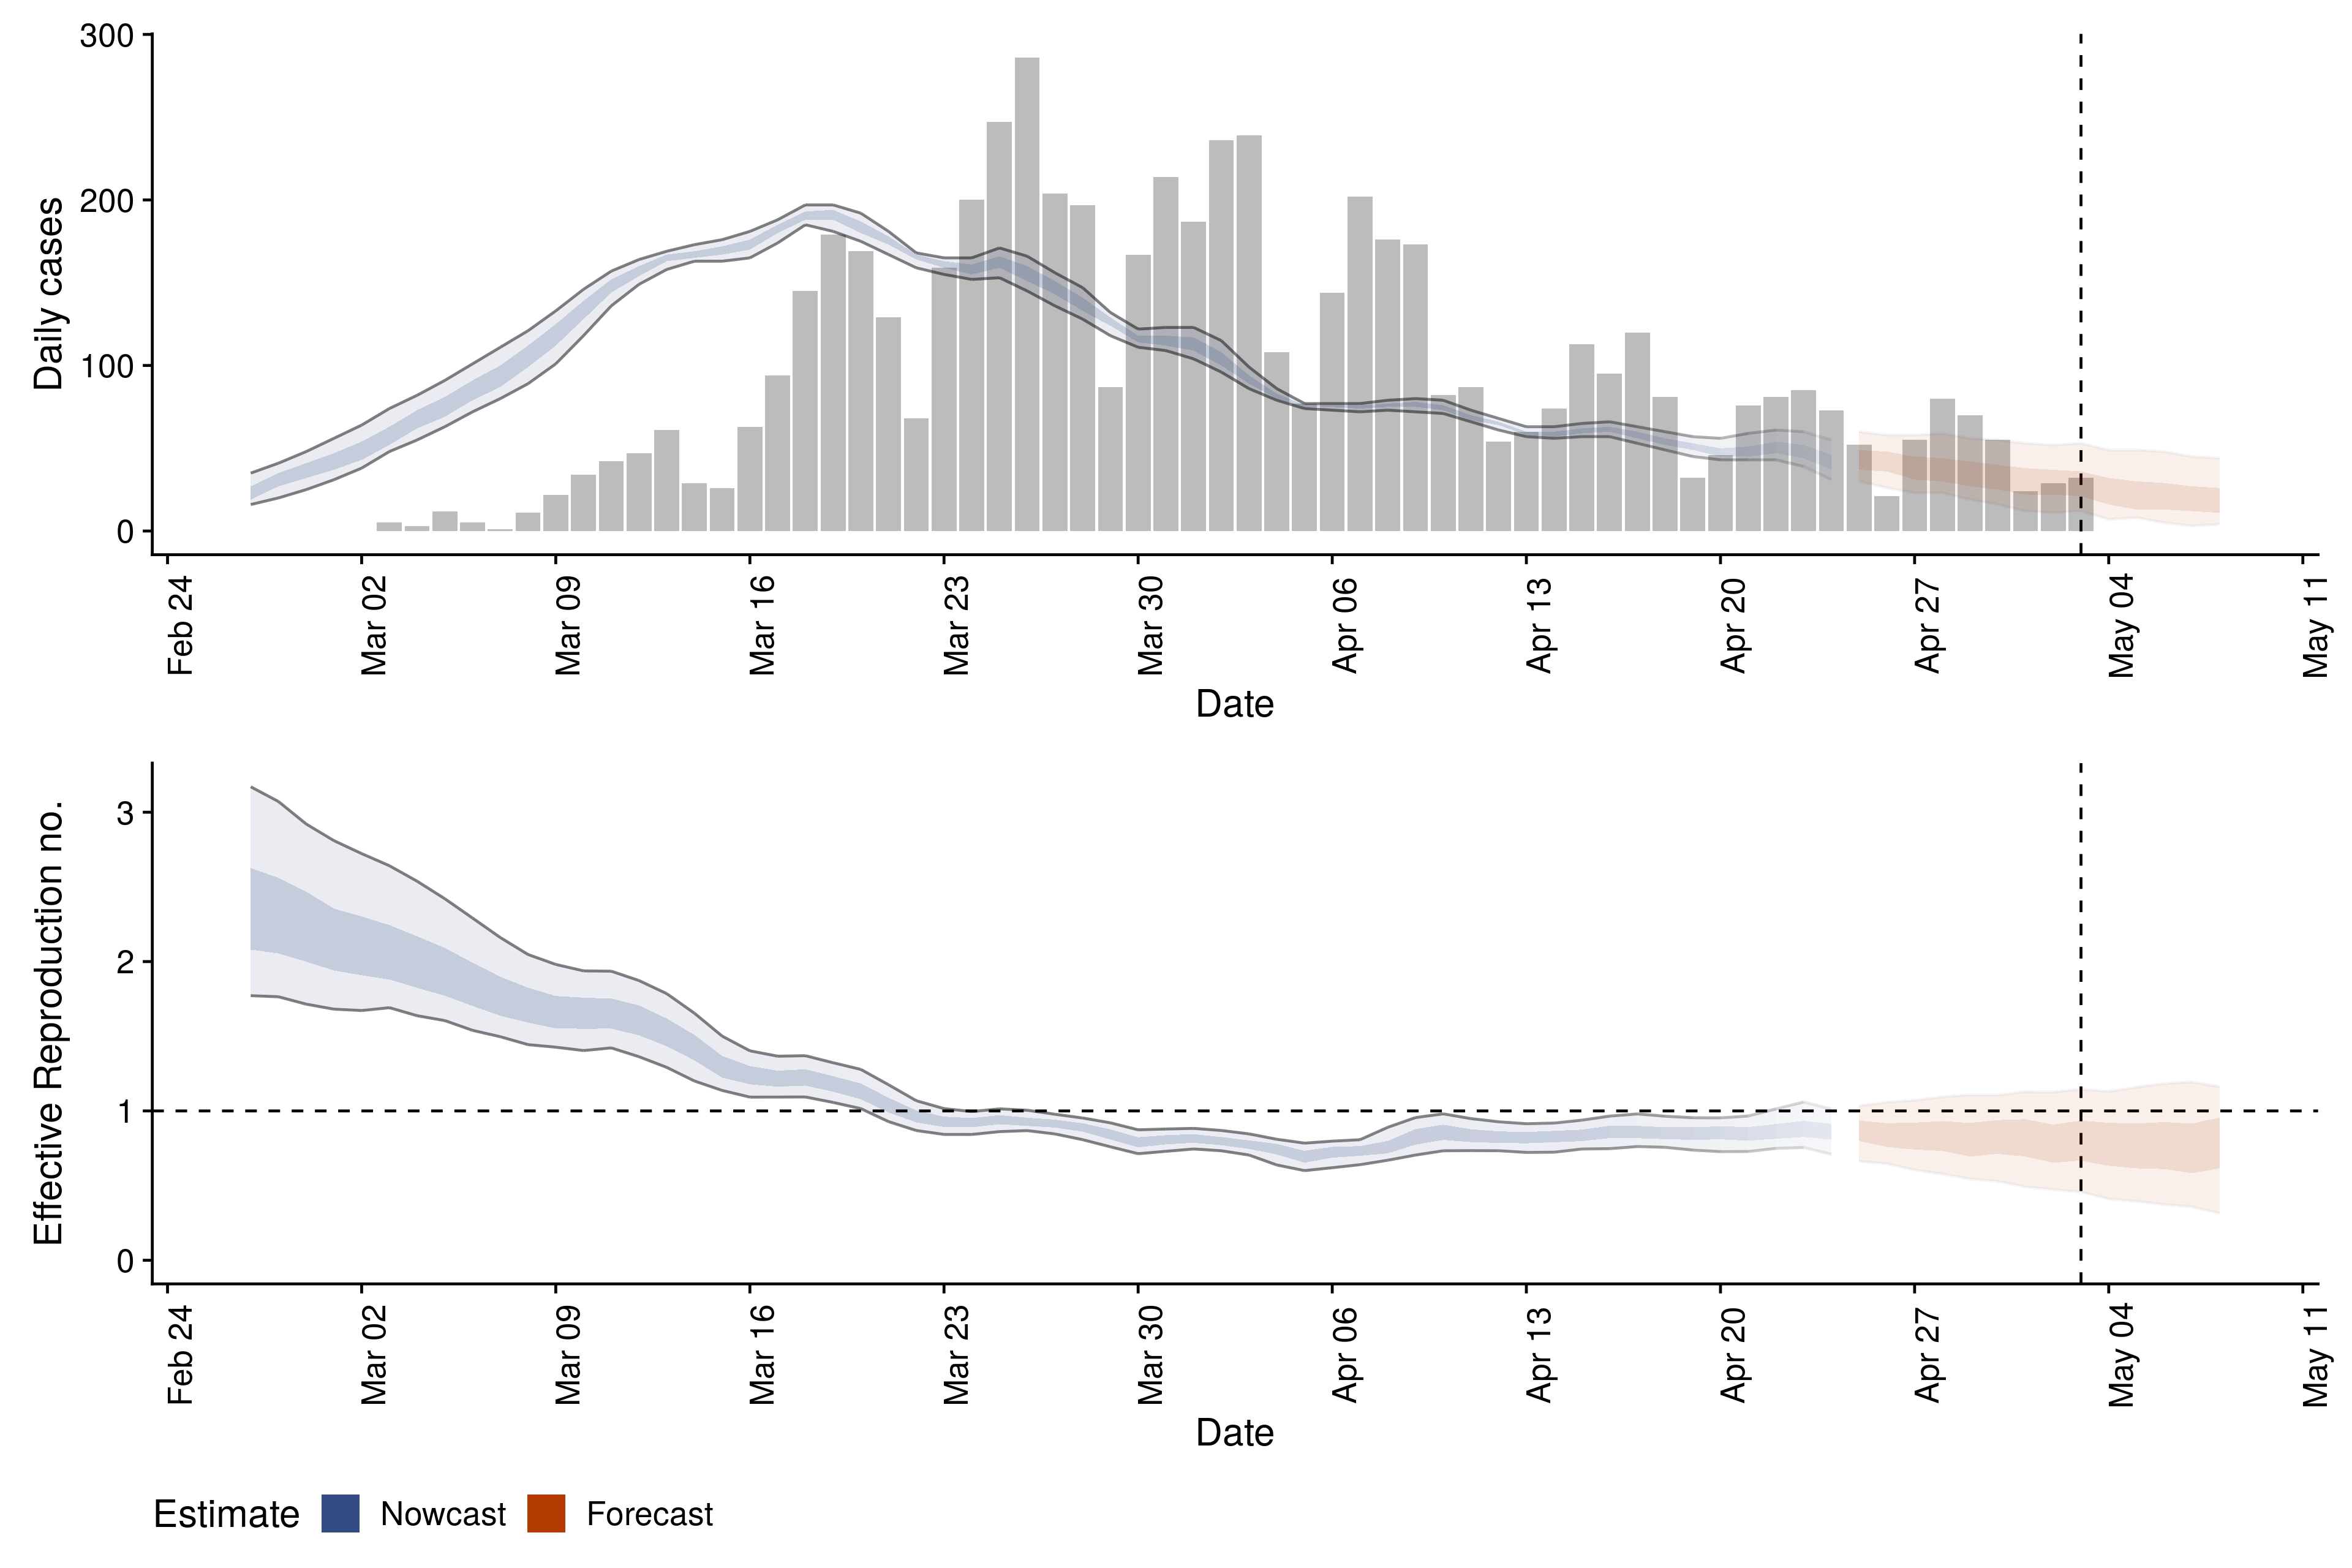 Daily cases
300
200
100
0
Feb 24
Mar 02
Mar 09
Mar 16
Mar 23
Mar 30
Apr 06
Apr 13
Apr 20
Apr 27
May 04
May 11
Date
Effective Reproduction no.
3
2
1
0
Feb 24
Mar 02
Mar 09
Mar 16
Mar 23
Mar 30
Apr 06
Apr 13
Apr 20
Apr 27
May 04
May 11
Date
Estimate Nowcast Forecast